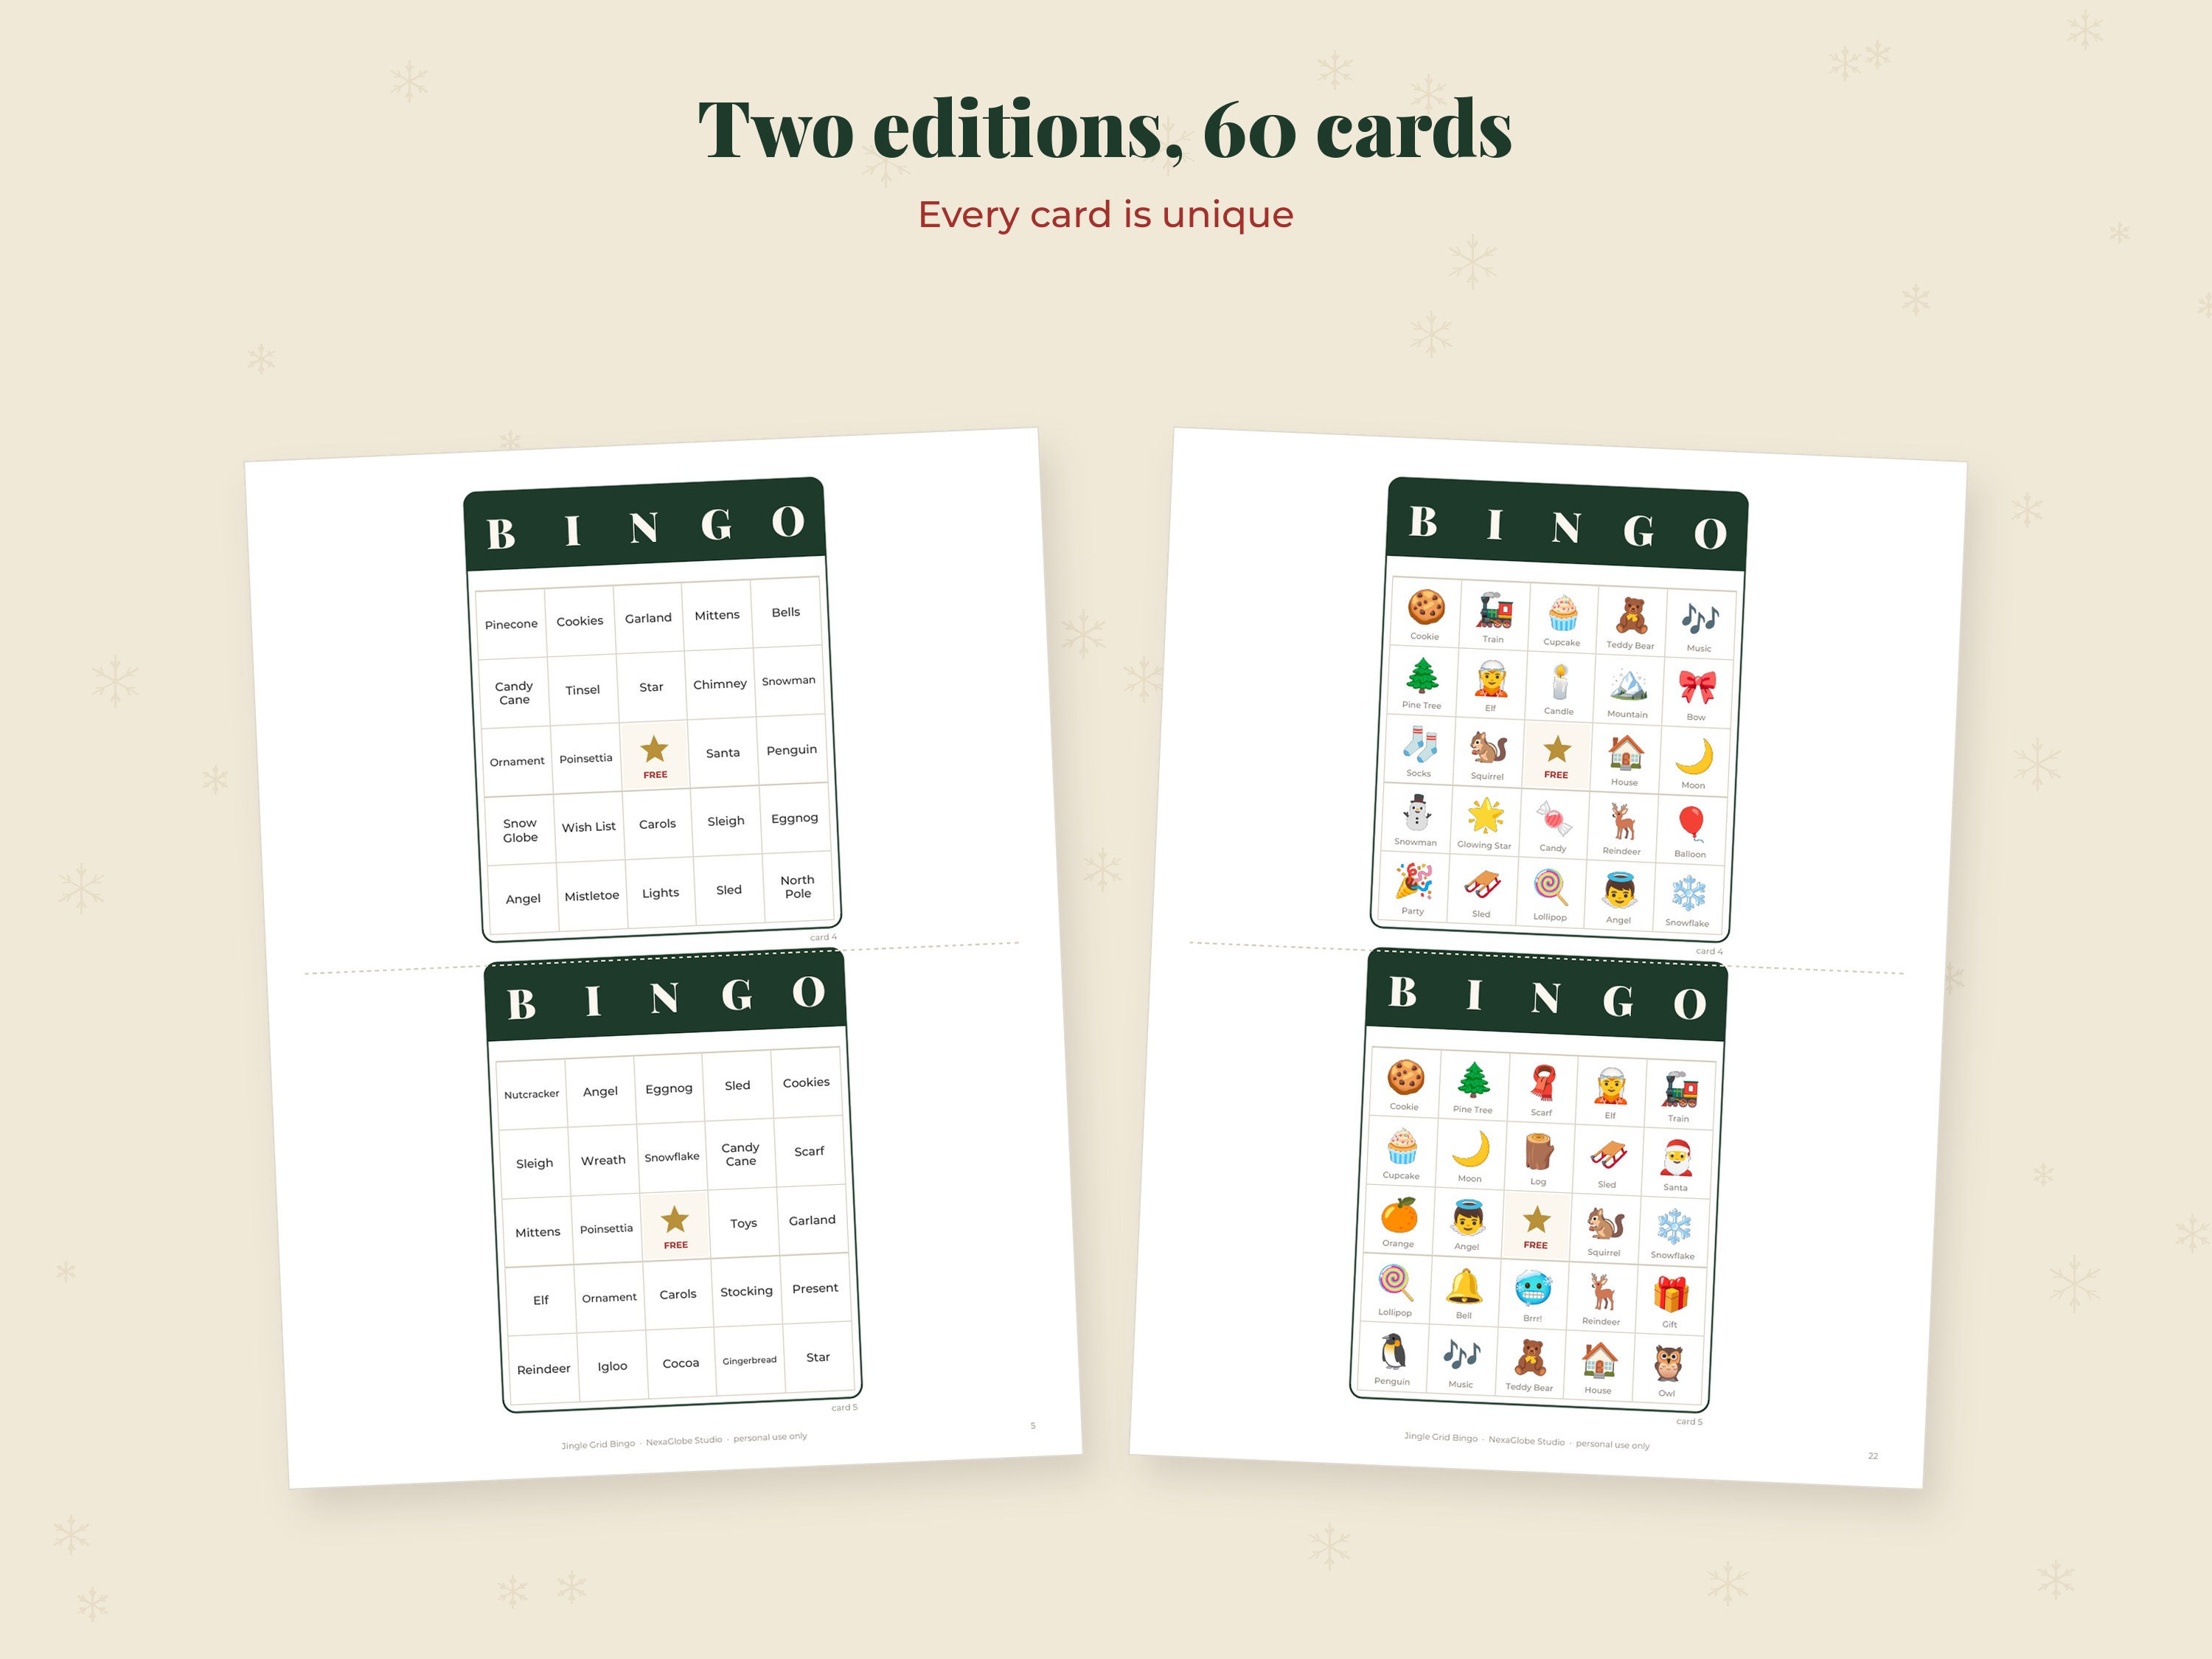 Two editions, 60 cards
Every card is unique
B I N G O
Pinecone Cookies Garland Mittens Bells
Candy Cane Tinsel Star Chimney Snowman
Ornament Poinsettia FREE Santa Penguin
Snow Globe Wish List Carols Sleigh Eggnog
Angel Mistletoe Lights Sled North Pole
card 4
B I N G O
Nutcracker Angel Eggnog Sled Cookies
Sleigh Wreath Snowflake Candy Cane Scarf
Mittens Poinsettia FREE Toys Garland
Elf Ornament Carols Stocking Present
Reindeer Igloo Cocoa Gingerbread Star
card 5
Jingle Grid Bingo · NexaGlobe Studio · personal use only
5
B I N G O
Cookie Train Cupcake Teddy Bear Music
Pine Tree Elf Candle Mountain Bow
Socks Squirrel FREE House Moon
Snowman Glowing Star Candy Reindeer Balloon
Party Sled Lollipop Angel Snowflake
card 4
B I N G O
Cookie Pine Tree Scarf Elf Train
Cupcake Moon Log Sled Santa
Orange Angel FREE Squirrel Snowflake
Lollipop Bell Brrr! Reindeer Gift
Penguin Music Teddy Bear House Owl
card 5
Jingle Grid Bingo · NexaGlobe Studio · personal use only
22